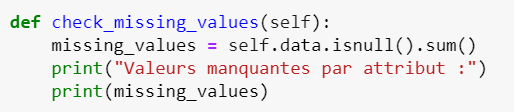 def check_missing_values(self):
    missing_values = self.data.isnull().sum()
    print("Valeurs manquantes par attribut :")
    print(missing_values)